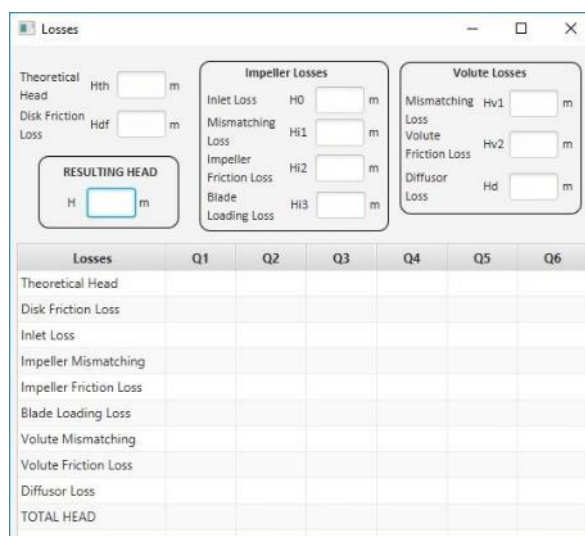 Losses
Theoretical Head Hth m
Disk Friction Loss Hdf m
RESULTING HEAD
H m
Impeller Losses
Inlet Loss H0 m
Mismatching Loss Hi1 m
Impeller Friction Loss Hi2 m
Blade Loading Loss Hi3 m
Volute Losses
Mismatching Loss Hv1 m
Volute Friction Loss Hv2 m
Diffusor Loss Hd m
Losses Q1 Q2 Q3 Q4 Q5 Q6
Theoretical Head
Disk Friction Loss
Inlet Loss
Impeller Mismatching
Impeller Friction Loss
Blade Loading Loss
Volute Mismatching
Volute Friction Loss
Diffusor Loss
TOTAL HEAD